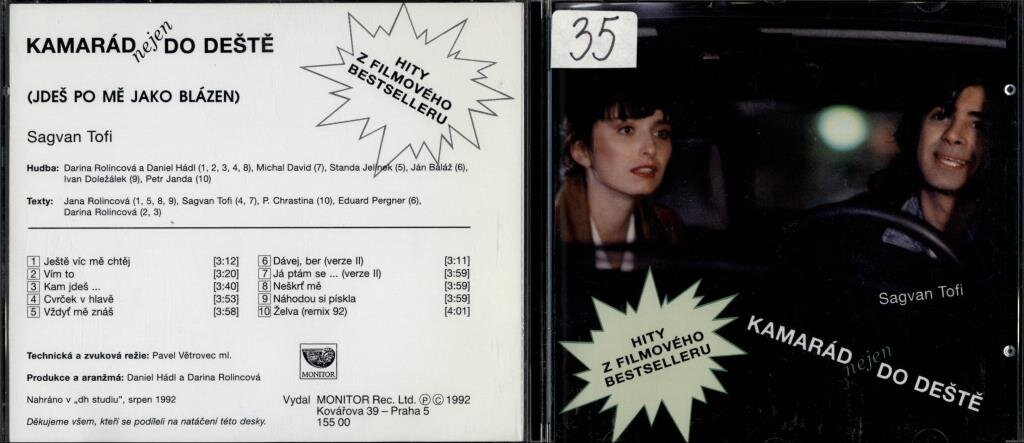 KAMARÁD nejen DO DEŠTĚ
(JDEŠ PO MĚ JAKO BLÁZEN)
HITY
Z FILMOVÉHO
BESTSELLERU
Sagvan Tofi
Hudba: Darina Rolincová a Daniel Hádl (1, 2, 3, 4, 8), Michal David (7), Standa Jelínek (5), Ján Baláž (6),
Ivan Doležálek (9), Petr Janda (10)
Texty: Jana Rolincová (1, 5, 8, 9), Sagvan Tofi (4, 7), P. Chrastina (10), Eduard Pergner (6),
Darina Rolincová (2, 3)
1 Ještě víc mě chtěj [3:12]
2 Vím to [3:20]
3 Kam jdeš ... [3:40]
4 Cvrček v hlavě [3:53]
5 Vždyť mě znáš [3:58]
6 Dávej, ber (verze II) [3:11]
7 Já ptám se ... (verze II) [3:59]
8 Neškrť mě [3:59]
9 Náhodou si pískla [3:59]
10 Želva (remix 92) [4:01]
Technická a zvuková režie: Pavel Větrovec ml.
Produkce a aranžmá: Daniel Hádl a Darina Rolincová
Nahráno v „dh studiu", srpen 1992
Děkujeme všem, kteří se podíleli na natáčení této desky.
MONITOR
Vydal MONITOR Rec. Ltd. Ⓟ Ⓒ 1992
Kovářova 39 – Praha 5
155 00
35
Sagvan Tofi
HITY
Z FILMOVÉHO
BESTSELLERU
KAMARÁD nejen DO DEŠTĚ